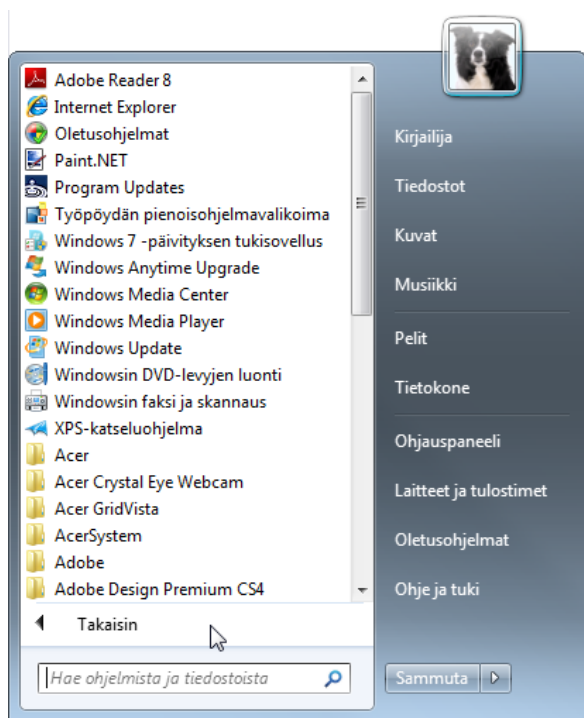 Adobe Reader 8
Internet Explorer
Oletusohjelmat
Paint.NET
Program Updates
Työpöydän pienoisohjelmavalikoima
Windows 7 -päivityksen tukisovellus
Windows Anytime Upgrade
Windows Media Center
Windows Media Player
Windows Update
Windowsin DVD-levyjen luonti
Windowsin faksi ja skannaus
XPS-katseluohjelma
Acer
Acer Crystal Eye Webcam
Acer GridVista
AcerSystem
Adobe
Adobe Design Premium CS4
Takaisin
Hae ohjelmista ja tiedostoista
Kirjailija
Tiedostot
Kuvat
Musiikki
Pelit
Tietokone
Ohjauspaneeli
Laitteet ja tulostimet
Oletusohjelmat
Ohje ja tuki
Sammuta